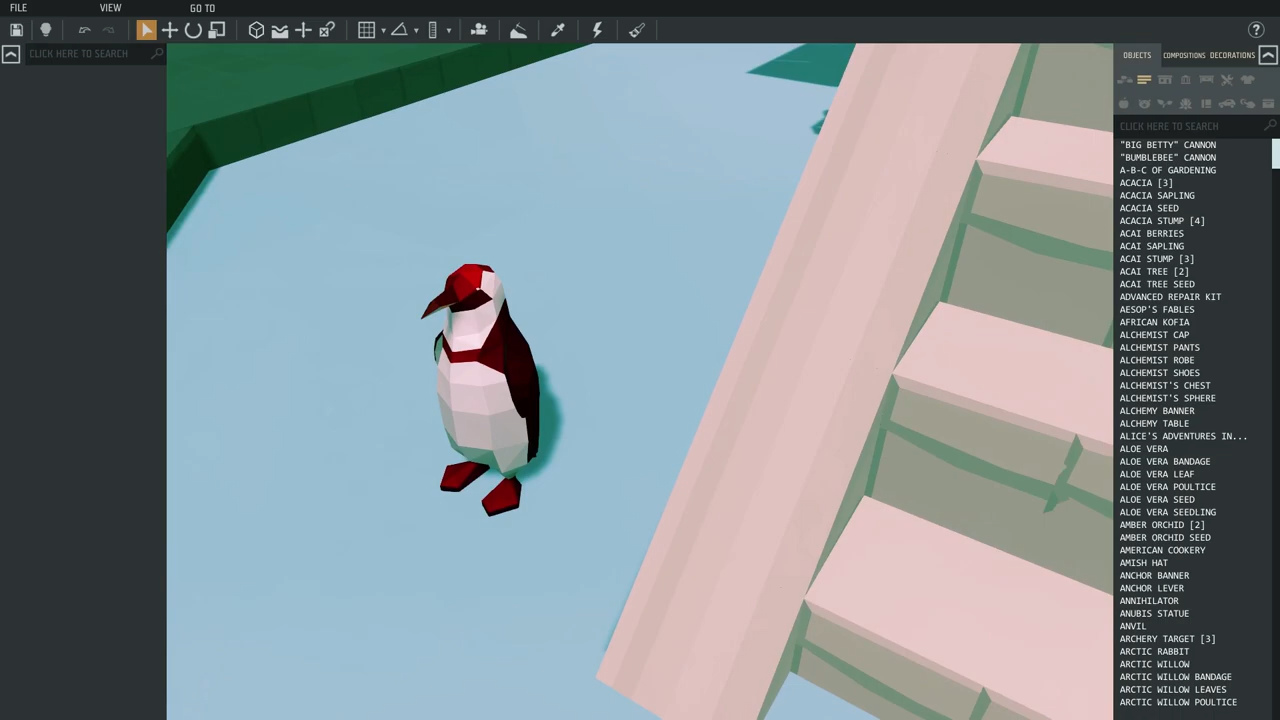 FILE VIEW GO TO
CLICK HERE TO SEARCH
OBJECTS COMPOSITIONS DECORATIONS
CLICK HERE TO SEARCH
"BIG BETTY" CANNON
"BUMBLEBEE" CANNON
A-B-C OF GARDENING
ACACIA [3]
ACACIA SAPLING
ACACIA SEED
ACACIA STUMP [4]
ACAI BERRIES
ACAI SAPLING
ACAI STUMP [3]
ACAI TREE [2]
ACAI TREE SEED
ADVANCED REPAIR KIT
AESOP'S FABLES
AFRICAN KOFIA
ALCHEMIST CAP
ALCHEMIST PANTS
ALCHEMIST ROBE
ALCHEMIST SHOES
ALCHEMIST'S CHEST
ALCHEMIST'S SPHERE
ALCHEMY BANNER
ALCHEMY TABLE
ALICE'S ADVENTURES IN...
ALOE VERA
ALOE VERA BANDAGE
ALOE VERA LEAF
ALOE VERA POULTICE
ALOE VERA SEED
ALOE VERA SEEDLING
AMBER ORCHID [2]
AMBER ORCHID SEED
AMERICAN COOKERY
AMISH HAT
ANCHOR BANNER
ANCHOR LEVER
ANNIHILATOR
ANUBIS STATUE
ANVIL
ARCHERY TARGET [3]
ARCTIC RABBIT
ARCTIC WILLOW
ARCTIC WILLOW BANDAGE
ARCTIC WILLOW LEAVES
ARCTIC WILLOW POULTICE